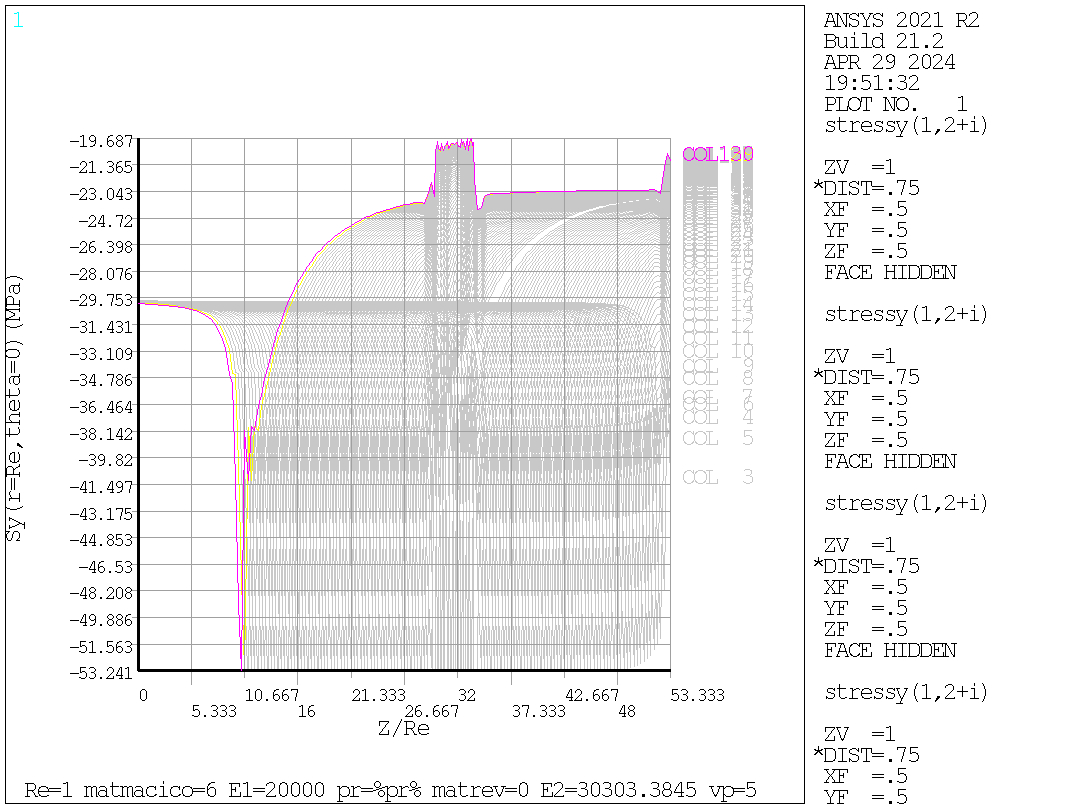 1
ANSYS 2021 R2
Build 21.2
APR 29 2024
19:51:32
PLOT NO. 1
stressy(1,2+i)
ZV =1
*DIST=.75
XF =.5
YF =.5
ZF =.5
FACE HIDDEN
stressy(1,2+i)
ZV =1
*DIST=.75
XF =.5
YF =.5
ZF =.5
FACE HIDDEN
stressy(1,2+i)
ZV =1
*DIST=.75
XF =.5
YF =.5
ZF =.5
FACE HIDDEN
stressy(1,2+i)
ZV =1
*DIST=.75
XF =.5
YF =.5
-19.687
-21.365
-23.043
-24.72
-26.398
-28.076
-29.753
-31.431
-33.109
-34.786
-36.464
-38.142
-39.82
-41.497
-43.175
-44.853
-46.53
-48.208
-49.886
-51.563
-53.241
Sy(r=Re,theta=0) (MPa)
COL130
COL 12
COL 11
COL 10
COL 9
COL 8
COL 4
COL 5
COL 3
0 10.667 21.333 32 42.667 53.333
5.333 16 26.667 37.333 48
Z/Re
Re=1 matmacico=6 E1=20000 pr=%pr% matrev=0 E2=30303.3845 vp=5